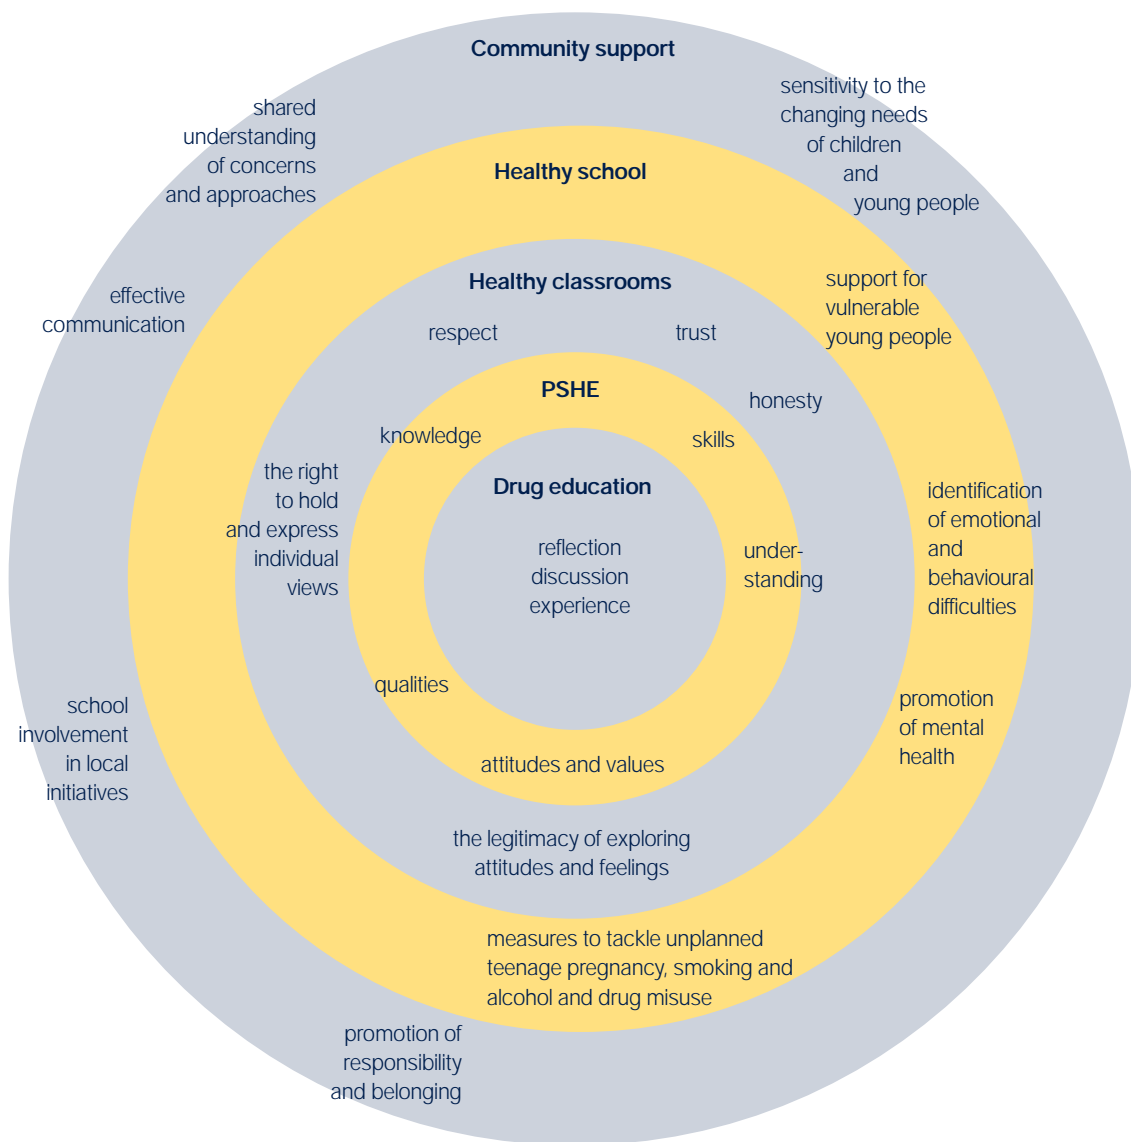 Community support
shared
understanding
of concerns
and approaches
sensitivity to the
changing needs
of children
and
young people
effective
communication
school
involvement
in local
initiatives
promotion of
responsibility
and belonging
Healthy school
support for
vulnerable
young people
identification
of emotional
and
behavioural
difficulties
promotion
of mental
health
measures to tackle unplanned
teenage pregnancy, smoking and
alcohol and drug misuse
Healthy classrooms
respect
trust
honesty
the right
to hold
and express
individual
views
the legitimacy of exploring
attitudes and feelings
PSHE
knowledge
skills
under-
standing
qualities
attitudes and values
Drug education
reflection
discussion
experience